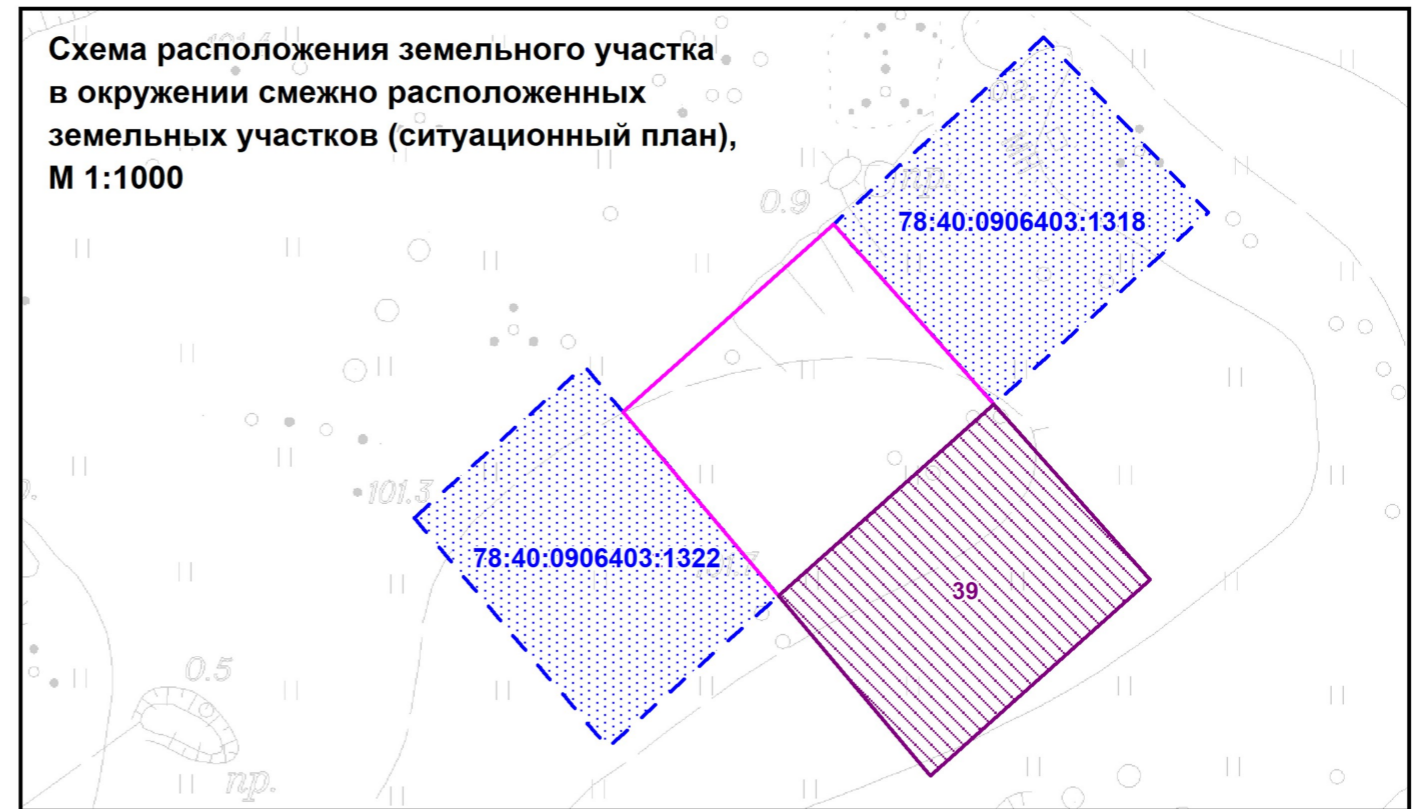 Схема расположения земельного участка
в окружении смежно расположенных
земельных участков (ситуационный план),
М 1:1000
0.9
пр.
78:40:0906403:1318
101.3
78:40:0906403:1322
39
0.5
пр.